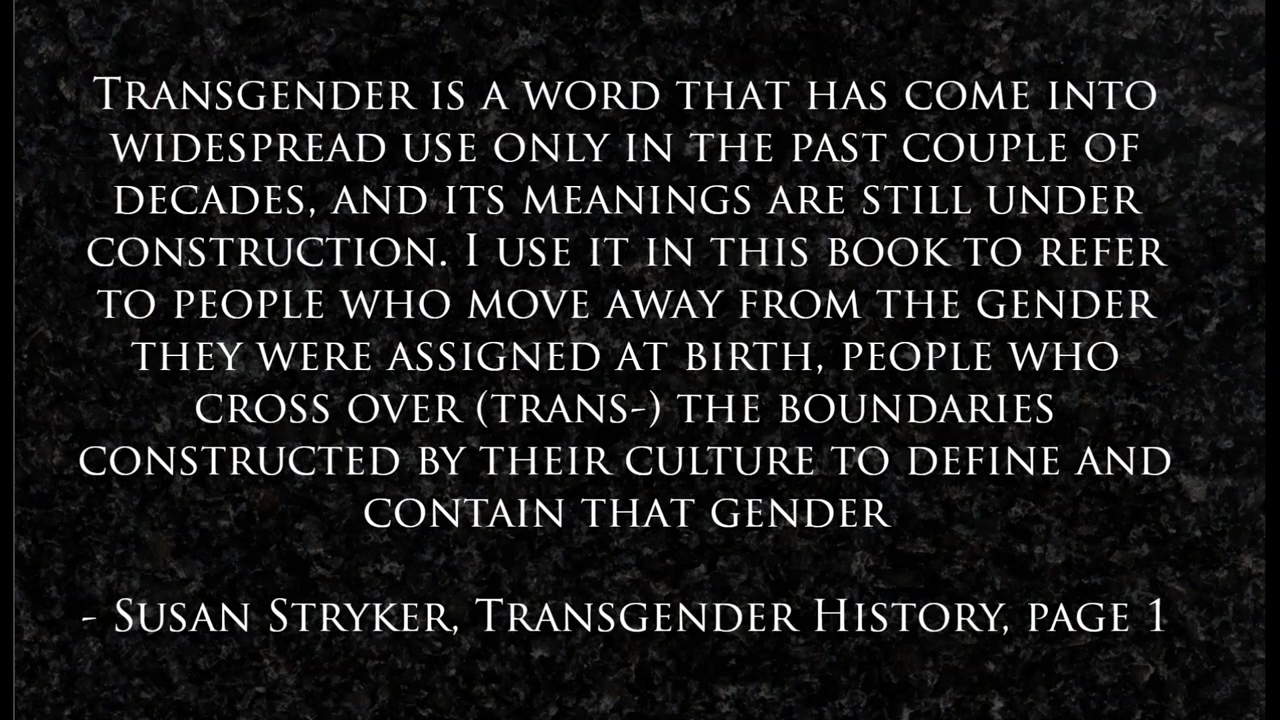 Transgender is a word that has come into
widespread use only in the past couple of
decades, and its meanings are still under
construction. I use it in this book to refer
to people who move away from the gender
they were assigned at birth, people who
cross over (trans-) the boundaries
constructed by their culture to define and
contain that gender
- Susan Stryker, Transgender History, page 1